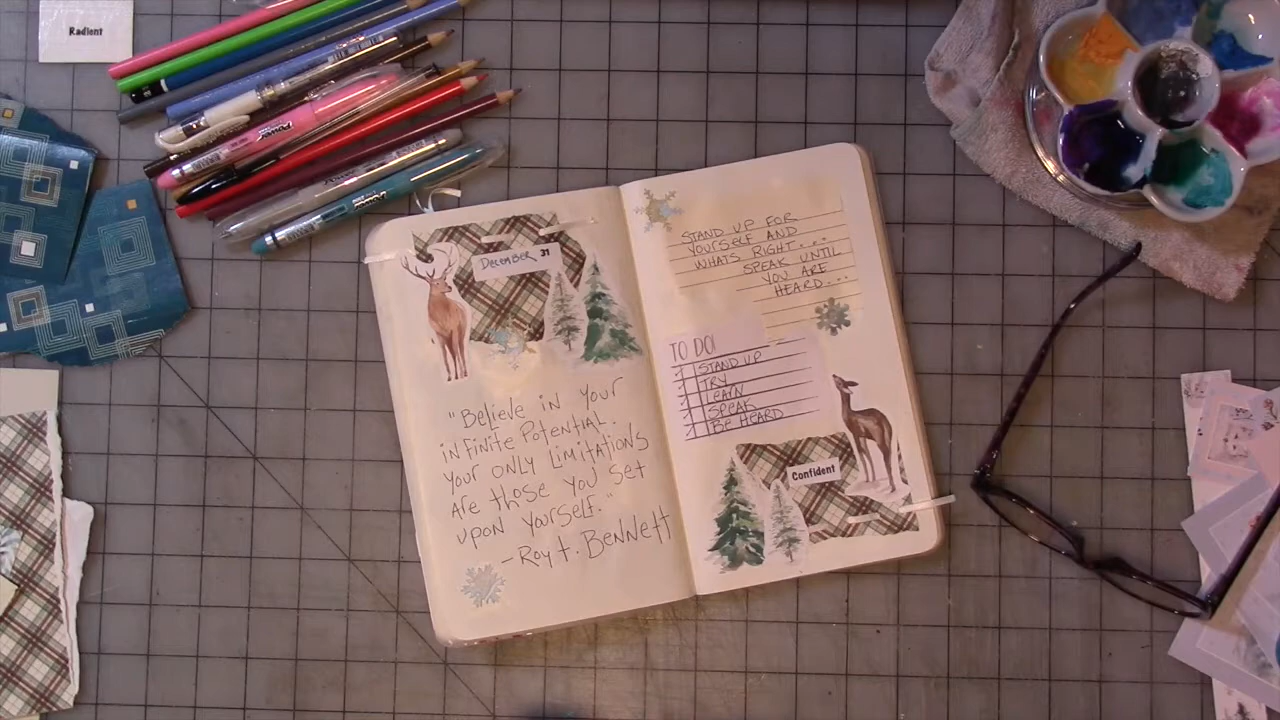 Radient
Power
Power
DECEMBER 31
"BELIEVE IN YOUR
INFINITE POTENTIAL.
YOUR ONLY LIMITATIONS
ARE THOSE YOU SET
UPON YOURSELF."
- ROY T. BENNETT
STAND UP FOR
YOURSELF AND
WHATS RIGHT...
SPEAK UNTIL
YOU ARE
HEARD...
TO DO!
STAND UP
TRY
LEARN
SPEAK
BE HEARD
Confident